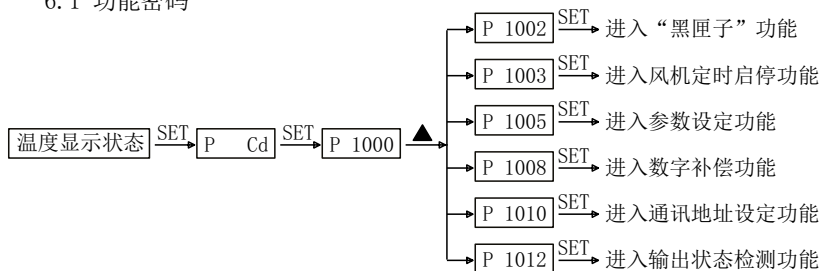 6.1 功能密码
P 1002 SET 进入“黑匣子”功能
P 1003 SET 进入风机定时启停功能
P 1005 SET 进入参数设定功能
温度显示状态 SET P Cd SET P 1000
P 1008 SET 进入数字补偿功能
P 1010 SET 进入通讯地址设定功能
P 1012 SET 进入输出状态检测功能